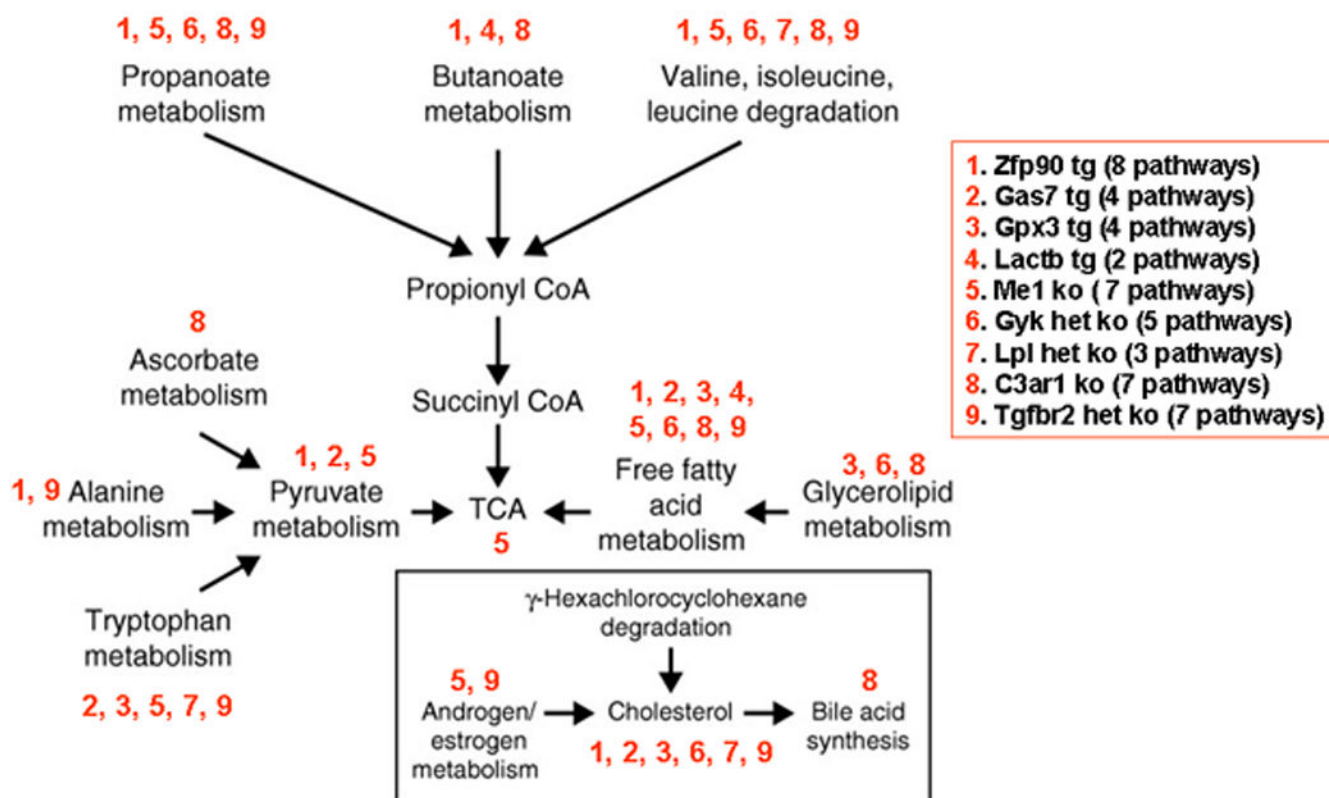 1, 5, 6, 8, 9
Propanoate
metabolism
1, 4, 8
Butanoate
metabolism
1, 5, 6, 7, 8, 9
Valine, isoleucine,
leucine degradation
1. Zfp90 tg (8 pathways)
2. Gas7 tg (4 pathways)
3. Gpx3 tg (4 pathways)
4. Lactb tg (2 pathways)
5. Me1 ko ( 7 pathways)
6. Gyk het ko (5 pathways)
7. Lpl het ko (3 pathways)
8. C3ar1 ko (7 pathways)
9. Tgfbr2 het ko (7 pathways)
Propionyl CoA
8
Ascorbate
metabolism
Succinyl CoA
1, 2, 3, 4,
5, 6, 8, 9
Free fatty
acid
metabolism
1, 9 Alanine
metabolism
1, 2, 5
Pyruvate
metabolism
TCA
5
3, 6, 8
Glycerolipid
metabolism
Tryptophan
metabolism
2, 3, 5, 7, 9
γ-Hexachlorocyclohexane
degradation
5, 9
Androgen/
estrogen
metabolism
Cholesterol
1, 2, 3, 6, 7, 9
8
Bile acid
synthesis